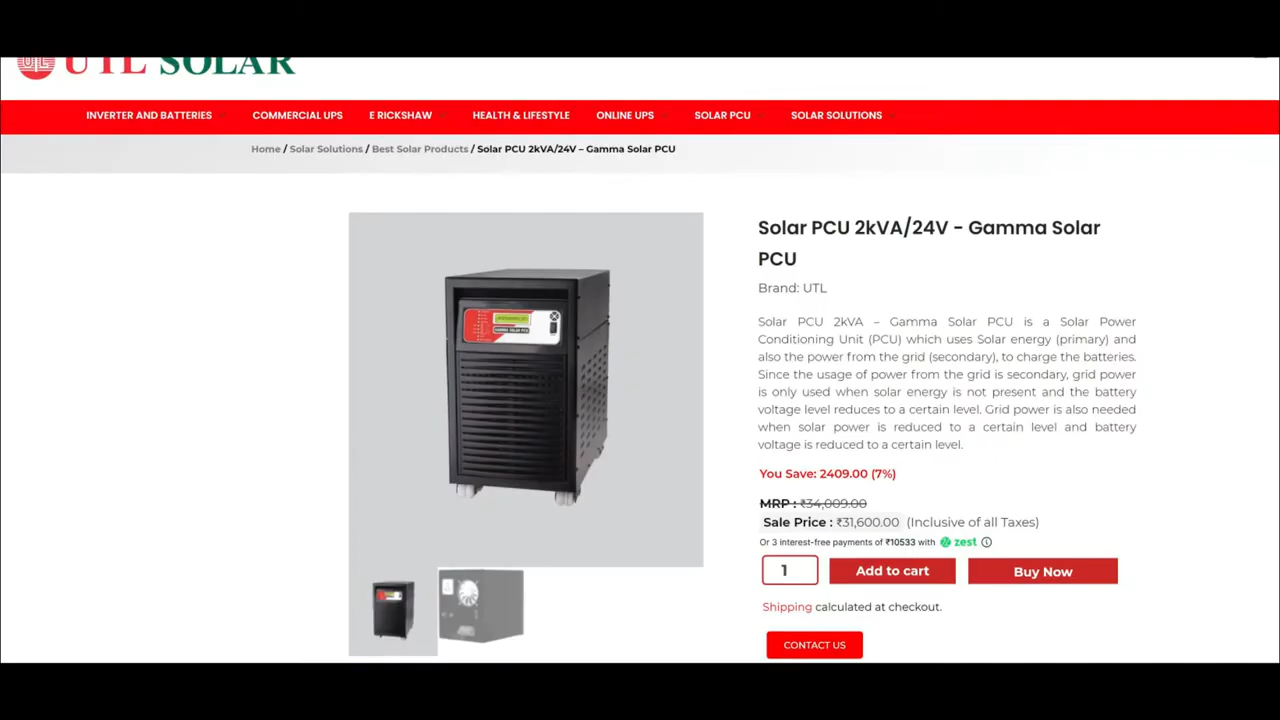 UTL SOLAR
INVERTER AND BATTERIES COMMERCIAL UPS E RICKSHAW HEALTH & LIFESTYLE ONLINE UPS SOLAR PCU SOLAR SOLUTIONS
Home / Solar Solutions / Best Solar Products / Solar PCU 2kVA/24V – Gamma Solar PCU
Solar PCU 2kVA/24V - Gamma Solar
PCU
Brand: UTL
Solar PCU 2kVA – Gamma Solar PCU is a Solar Power
Conditioning Unit (PCU) which uses Solar energy (primary) and
also the power from the grid (secondary), to charge the batteries.
Since the usage of power from the grid is secondary, grid power
is only used when solar energy is not present and the battery
voltage level reduces to a certain level. Grid power is also needed
when solar power is reduced to a certain level and battery
voltage is reduced to a certain level.
You Save: 2409.00 (7%)
MRP : ₹34,009.00
Sale Price : ₹31,600.00 (Inclusive of all Taxes)
Or 3 interest-free payments of ₹10533 with zest
1 Add to cart Buy Now
Shipping calculated at checkout.
CONTACT US
GAMMA SOLAR PCU